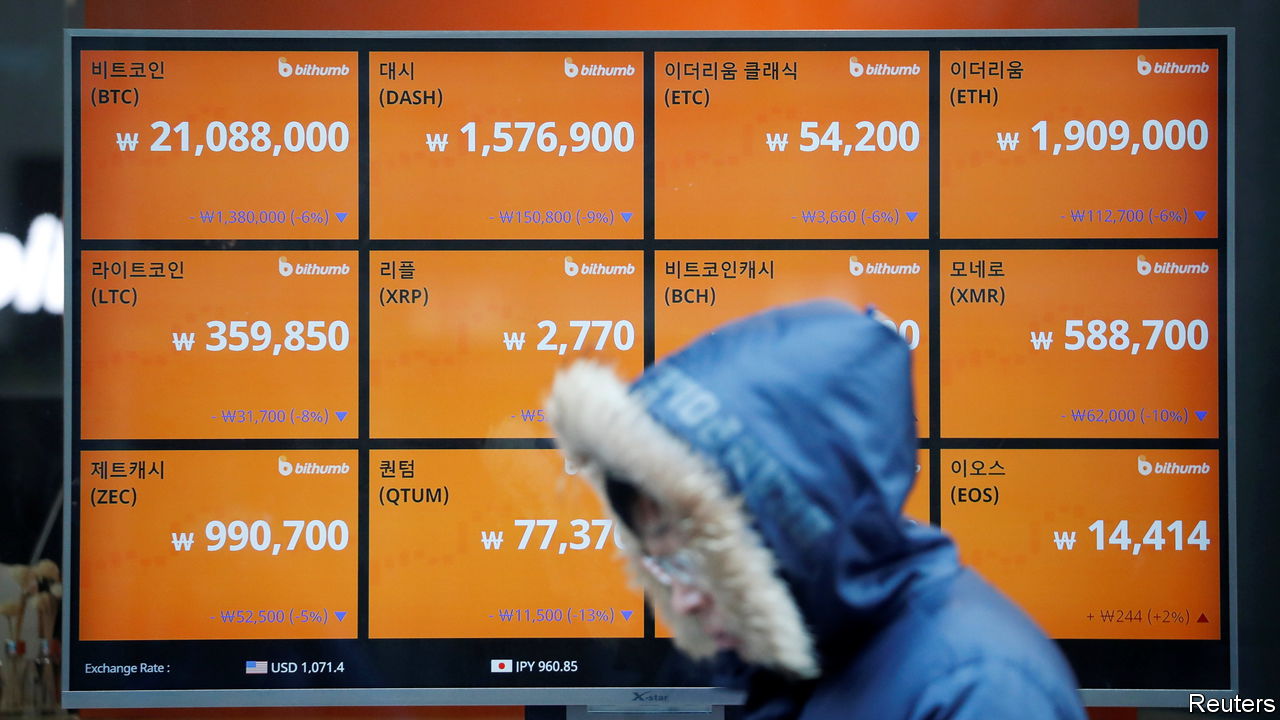 비트코인
bithumb
(BTC)
₩ 21,088,000
- ₩1,380,000 (-6%) ▼
대시
bithumb
(DASH)
₩ 1,576,900
- ₩150,800 (-9%) ▼
이더리움 클래식
bithumb
(ETC)
₩ 54,200
- ₩3,660 (-6%) ▼
이더리움
bithumb
(ETH)
₩ 1,909,000
- ₩112,700 (-6%) ▼
라이트코인
bithumb
(LTC)
₩ 359,850
- ₩31,700 (-8%) ▼
리플
bithumb
(XRP)
₩ 2,770
- ₩5
비트코인캐시
bithumb
(BCH)
0
모네로
bithumb
(XMR)
₩ 588,700
- ₩62,000 (-10%) ▼
제트캐시
bithumb
(ZEC)
₩ 990,700
- ₩52,500 (-5%) ▼
퀀텀
(QTUM)
₩ 77,370
- ₩11,500 (-13%) ▼
이오스
bithumb
(EOS)
₩ 14,414
+ ₩244 (+2%) ▲
Exchange Rate : USD 1,071.4 JPY 960.85
X-star
Reuters